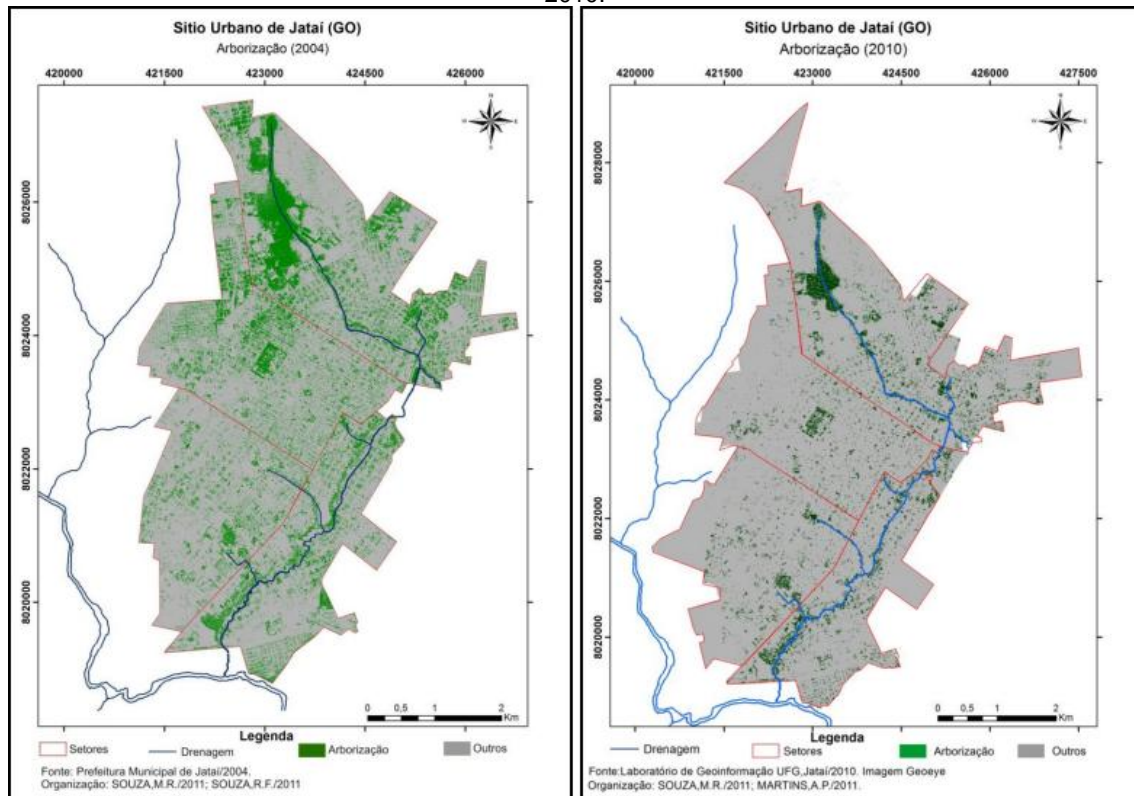 2010.
Sitio Urbano de Jataí (GO)
Arborização (2004)
420000 421500 423000 424500 426000
N
W E
S
8026000
8024000
8022000
8020000
0 0,5 1 2
Km
Legenda
Setores Drenagem Arborização Outros
Fonte: Prefeitura Municipal de Jataí/2004.
Organização: SOUZA,M.R./2011; SOUZA,R.F./2011
Sitio Urbano de Jataí (GO)
Arborização (2010)
420000 421500 423000 424500 426000 427500
N
W E
S
8028000
8026000
8024000
8022000
8020000
0 0,5 1 2
Km
Legenda
Drenagem Setores Arborização Outros
Fonte:Laboratório de Geoinformação UFG,Jataí/2010. Imagem Geoeye
Organização: SOUZA,M.R./2011; MARTINS,A.P./2011.